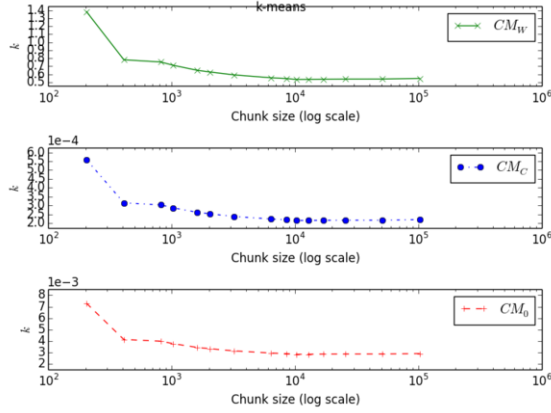 k-means
1.4
1.3
1.2
1.1
1.0
0.9
0.8
0.7
0.6
0.5
k
CM_W
10^2 10^3 10^4 10^5 10^6
Chunk size (log scale)
1e−4
6.0
5.5
5.0
4.5
4.0
3.5
3.0
2.5
2.0
k
CM_C
10^2 10^3 10^4 10^5 10^6
Chunk size (log scale)
1e−3
8
7
6
5
4
3
2
k
CM_0
10^2 10^3 10^4 10^5 10^6
Chunk size (log scale)